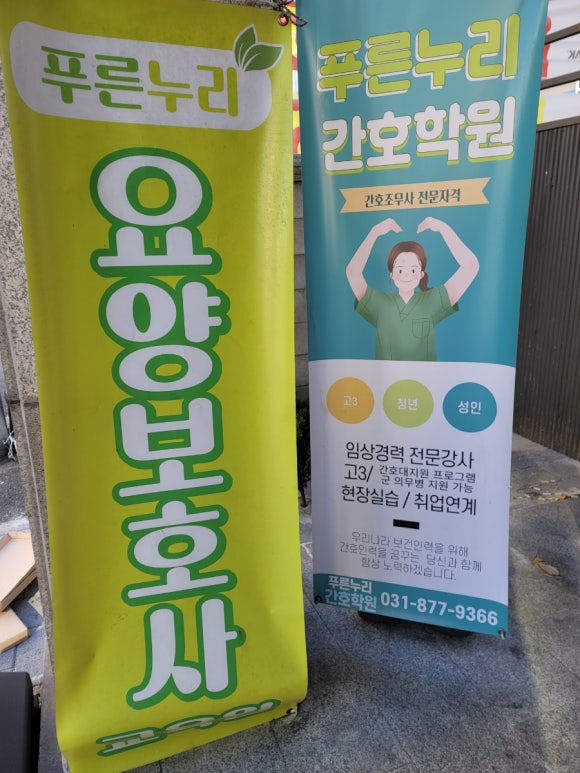 푸른누리
요양보호사
교육원
푸른누리
간호학원
간호조무사 전문자격
고3
청년
성인
임상경력 전문강사
고3/ 간호대지원 프로그램
군 의무병 지원 가능
현장실습 / 취업연계
우리나라 보건인력을 위해
간호인력을 꿈꾸는 당신과 함께
항상 노력하겠습니다.
푸른누리
간호학원 031-877-9366